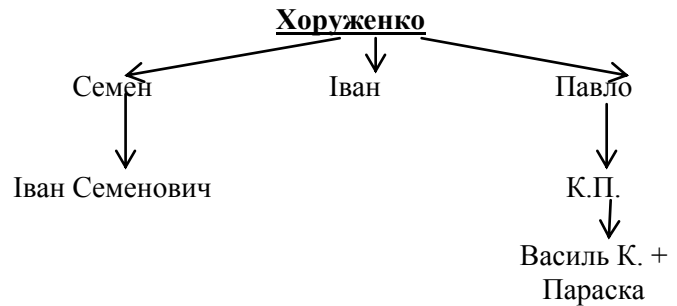 Хоруженко
Семен Іван Павло
Іван Семенович К.П.
Василь К. +
Параска